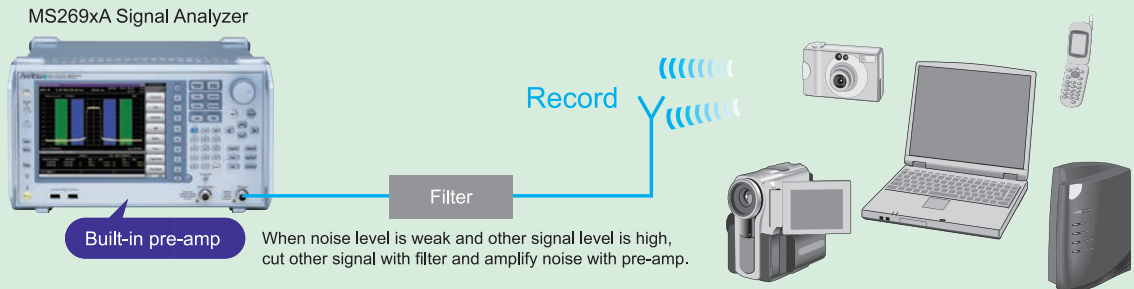 MS269xA Signal Analyzer
Anritsu
Record
Filter
Built-in pre-amp
When noise level is weak and other signal level is high,
cut other signal with filter and amplify noise with pre-amp.